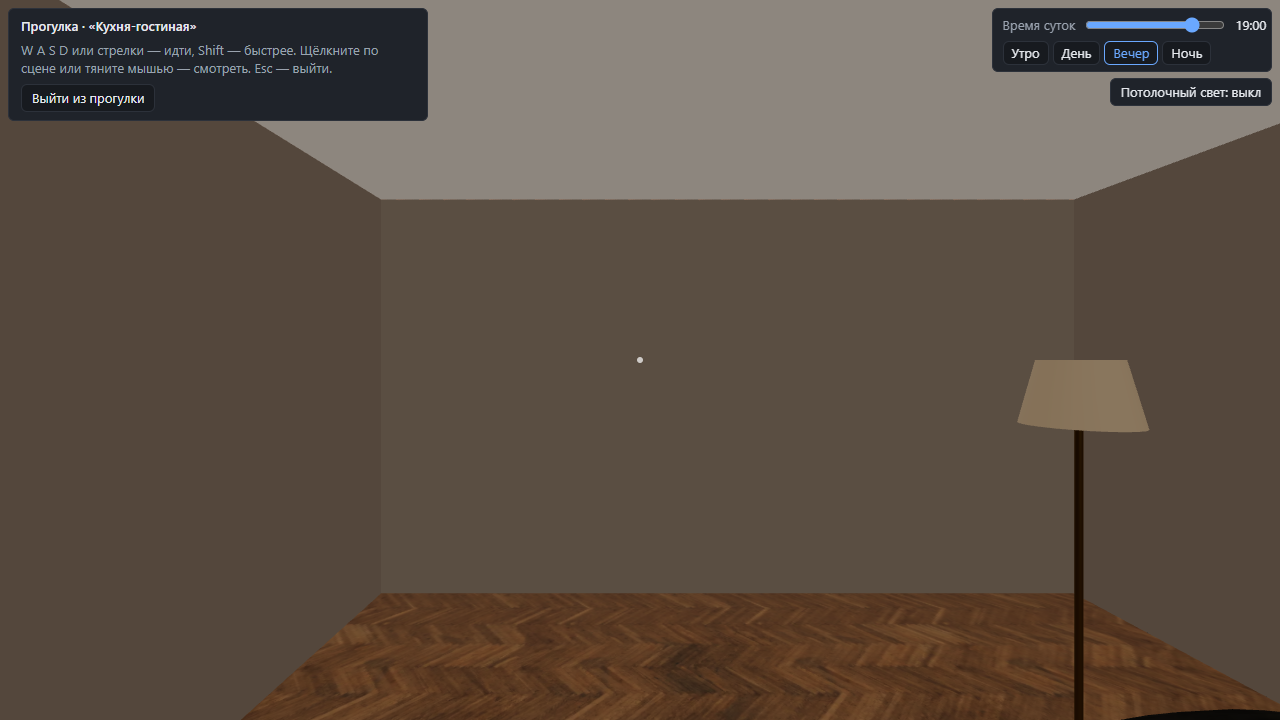 Прогулка · «Кухня-гостиная»
W A S D или стрелки — идти, Shift — быстрее. Щёлкните по
сцене или тяните мышью — смотреть. Esc — выйти.
Выйти из прогулки
Время суток 19:00
Утро День Вечер Ночь
Потолочный свет: выкл